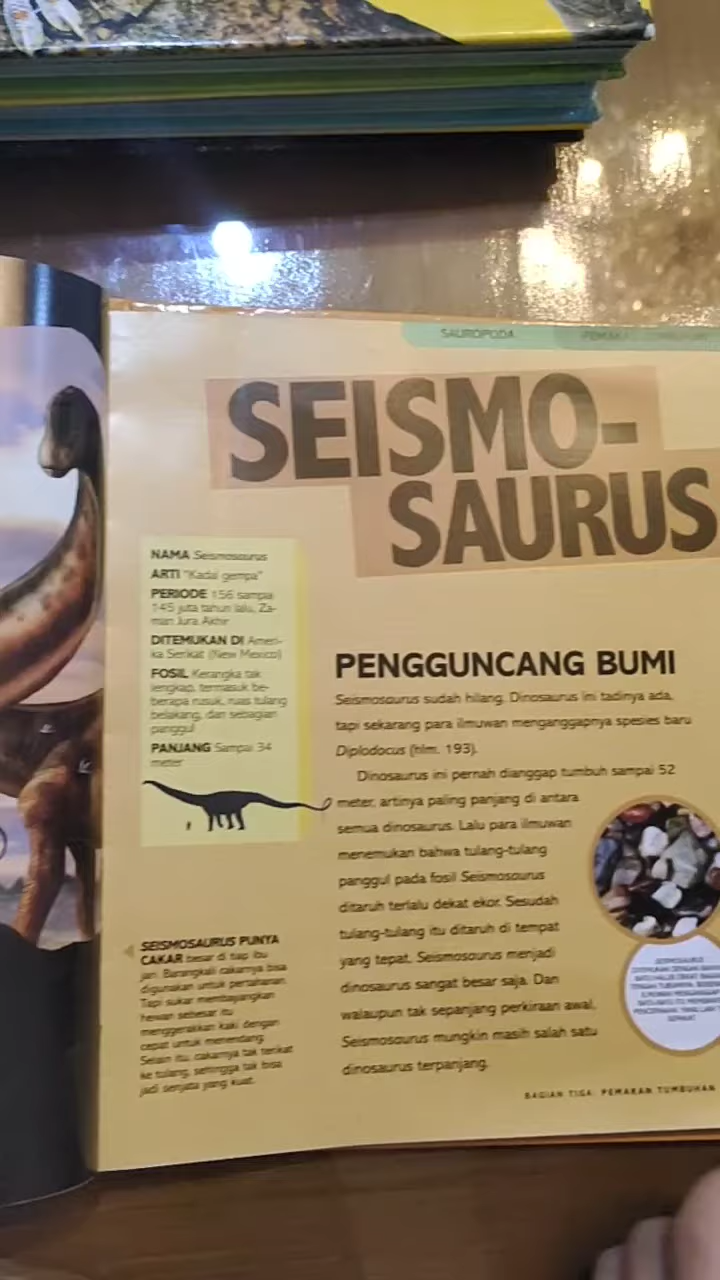 SAUROPODA
SEISMO-
SAURUS
NAMA Seismosaurus
ARTI "Kadal gempa"
PERIODE 156 sampai
145 juta tahun lalu, Za-
man Jura Akhir
DITEMUKAN DI Ameri-
ka Serikat (New Mexico)
FOSIL Kerangka tak
lengkap, termasuk be-
berapa rusuk, ruas tulang
belakang, dan sebagian
panggul
PANJANG Sampai 34
meter
PENGGUNCANG BUMI
Seismosaurus sudah hilang. Dinosaurus ini tadinya ada,
tapi sekarang para ilmuwan menganggapnya spesies baru
Diplodocus (hlm. 193).
Dinosaurus ini pernah dianggap tumbuh sampai 52
meter, artinya paling panjang di antara
semua dinosaurus. Lalu para ilmuwan
menemukan bahwa tulang-tulang
panggul pada fosil Seismosaurus
ditaruh terlalu dekat ekor. Sesudah
tulang-tulang itu ditaruh di tempat
yang tepat, Seismosaurus menjadi
dinosaurus sangat besar saja. Dan
walaupun tak sepanjang perkiraan awal,
Seismosaurus mungkin masih salah satu
dinosaurus terpanjang.
SEISMOSAURUS PUNYA
CAKAR besar di tiap ibu
jari. Barangkali cakarnya bisa
digunakan untuk pertahanan.
Tapi sukar membayangkan
hewan sebesar itu
menggerakkan kaki dengan
cepat untuk menendang.
Selain itu, cakarnya tak terikat
ke tulang, sehingga tak bisa
jadi senjata yang kuat.
BAGIAN TIGA: PEMAKAN TUMBUHAN